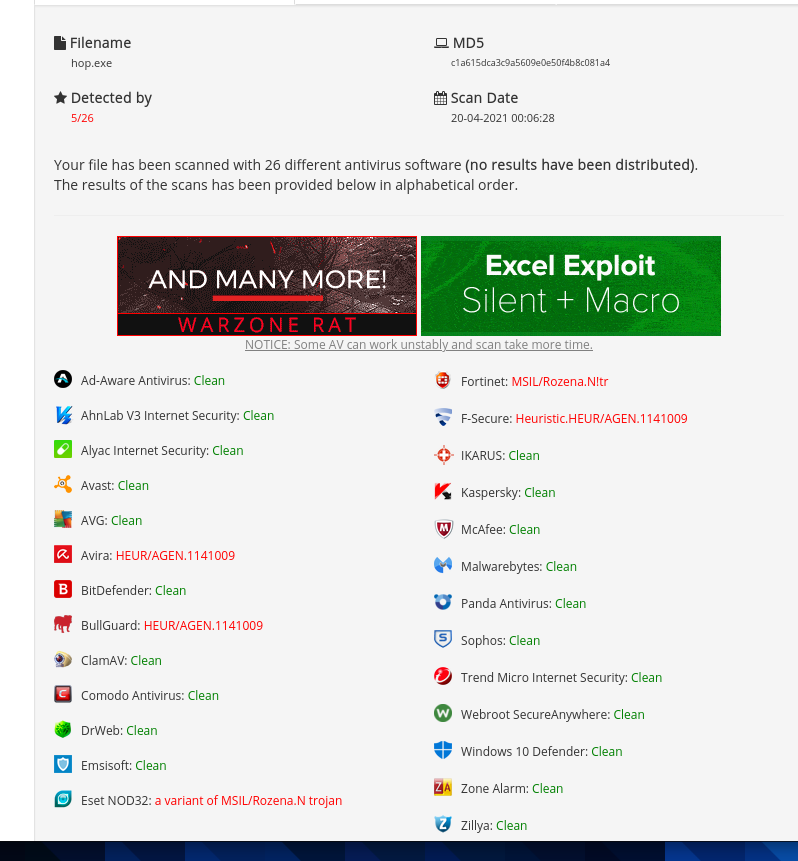 Filename
hop.exe
MD5
c1a615dca3c9a5609e0e50f4b8c081a4
Detected by
5/26
Scan Date
20-04-2021 00:06:28
Your file has been scanned with 26 different antivirus software (no results have been distributed).
The results of the scans has been provided below in alphabetical order.
AND MANY MORE!
WARZONE RAT
Excel Exploit
Silent + Macro
NOTICE: Some AV can work unstably and scan take more time.
Ad-Aware Antivirus: Clean
AhnLab V3 Internet Security: Clean
Alyac Internet Security: Clean
Avast: Clean
AVG: Clean
Avira: HEUR/AGEN.1141009
BitDefender: Clean
BullGuard: HEUR/AGEN.1141009
ClamAV: Clean
Comodo Antivirus: Clean
DrWeb: Clean
Emsisoft: Clean
Eset NOD32: a variant of MSIL/Rozena.N trojan
Fortinet: MSIL/Rozena.N!tr
F-Secure: Heuristic.HEUR/AGEN.1141009
IKARUS: Clean
Kaspersky: Clean
McAfee: Clean
Malwarebytes: Clean
Panda Antivirus: Clean
Sophos: Clean
Trend Micro Internet Security: Clean
Webroot SecureAnywhere: Clean
Windows 10 Defender: Clean
Zone Alarm: Clean
Zillya: Clean